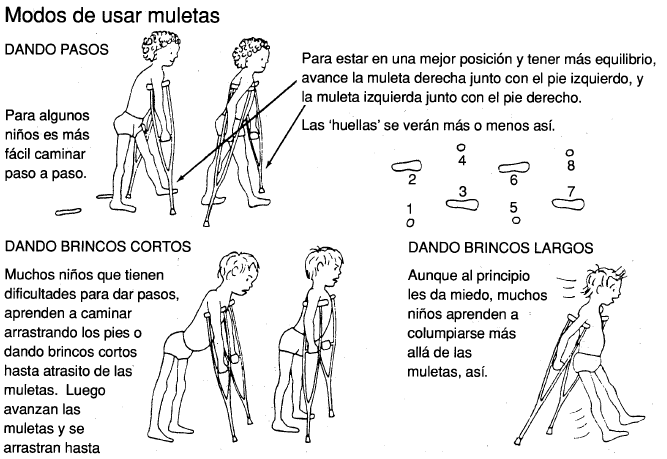 Modos de usar muletas
DANDO PASOS
Para algunos
niños es más
fácil caminar
paso a paso.
Para estar en una mejor posición y tener más equilibrio,
avance la muleta derecha junto con el pie izquierdo, y
la muleta izquierda junto con el pie derecho.
Las ‘huellas’ se verán más o menos así.
4 8
2 6
3 7
1 5
DANDO BRINCOS CORTOS
Muchos niños que tienen
dificultades para dar pasos,
aprenden a caminar
arrastrando los pies o
dando brincos cortos
hasta atrasito de las
muletas. Luego
avanzan las
muletas y se
arrastran hasta
DANDO BRINCOS LARGOS
Aunque al principio
les da miedo, muchos
niños aprenden a
columpiarse más
allá de las
muletas, así.